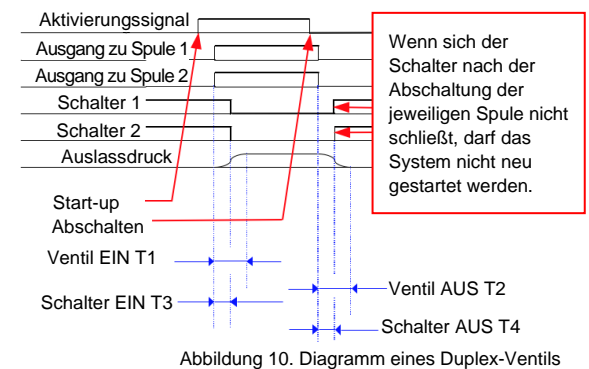 Aktivierungssignal
Ausgang zu Spule 1
Ausgang zu Spule 2
Schalter 1
Schalter 2
Auslassdruck
Wenn sich der
Schalter nach der
Abschaltung der
jeweiligen Spule nicht
schließt, darf das
System nicht neu
gestartet werden.
Start-up
Abschalten
Ventil EIN T1
Schalter EIN T3
Ventil AUS T2
Schalter AUS T4
Abbildung 10. Diagramm eines Duplex-Ventils